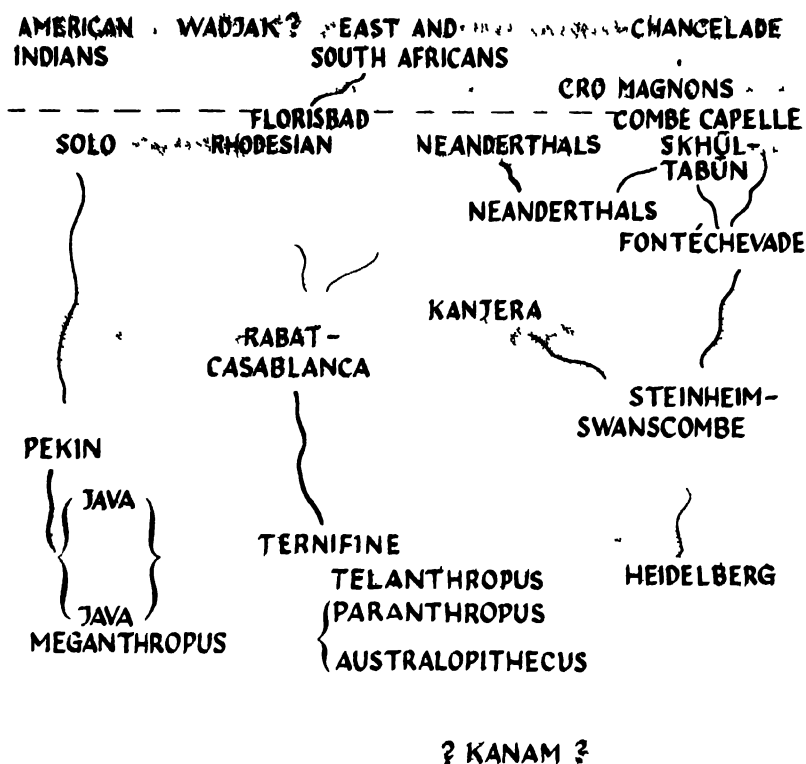 AMERICAN WADJAK? EAST AND CHANCELADE
INDIANS SOUTH AFRICANS
CRO MAGNONS
FLORISBAD COMBE CAPELLE
SOLO RHODESIAN NEANDERTHALS SKHŪL-
TABŪN
NEANDERTHALS
FONTÉCHEVADE
KANJERA
RABAT-
CASABLANCA
STEINHEIM-
SWANSCOMBE
PEKIN
JAVA
TERNIFINE
TELANTHROPUS HEIDELBERG
JAVA PARANTHROPUS
MEGANTHROPUS
AUSTRALOPITHECUS
? KANAM ?